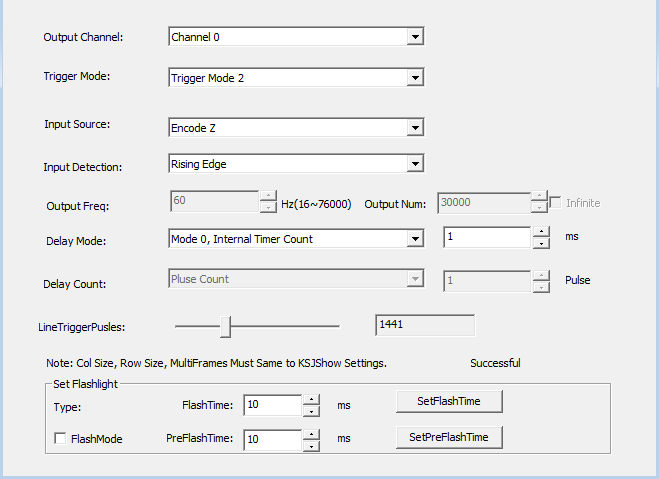 Output Channel: Channel 0
Trigger Mode: Trigger Mode 2
Input Source: Encode Z
Input Detection: Rising Edge
Output Freq: 60 Hz(16~76000) Output Num: 30000 Infinite
Delay Mode: Mode 0, Internal Timer Count 1 ms
Delay Count: Pluse Count 1 Pulse
LineTriggerPusles: 1441
Note: Col Size, Row Size, MultiFrames Must Same to KSJShow Settings. Successful
Set Flashlight
Type: FlashTime: 10 ms SetFlashTime
FlashMode PreFlashTime: 10 ms SetPreFlashTime